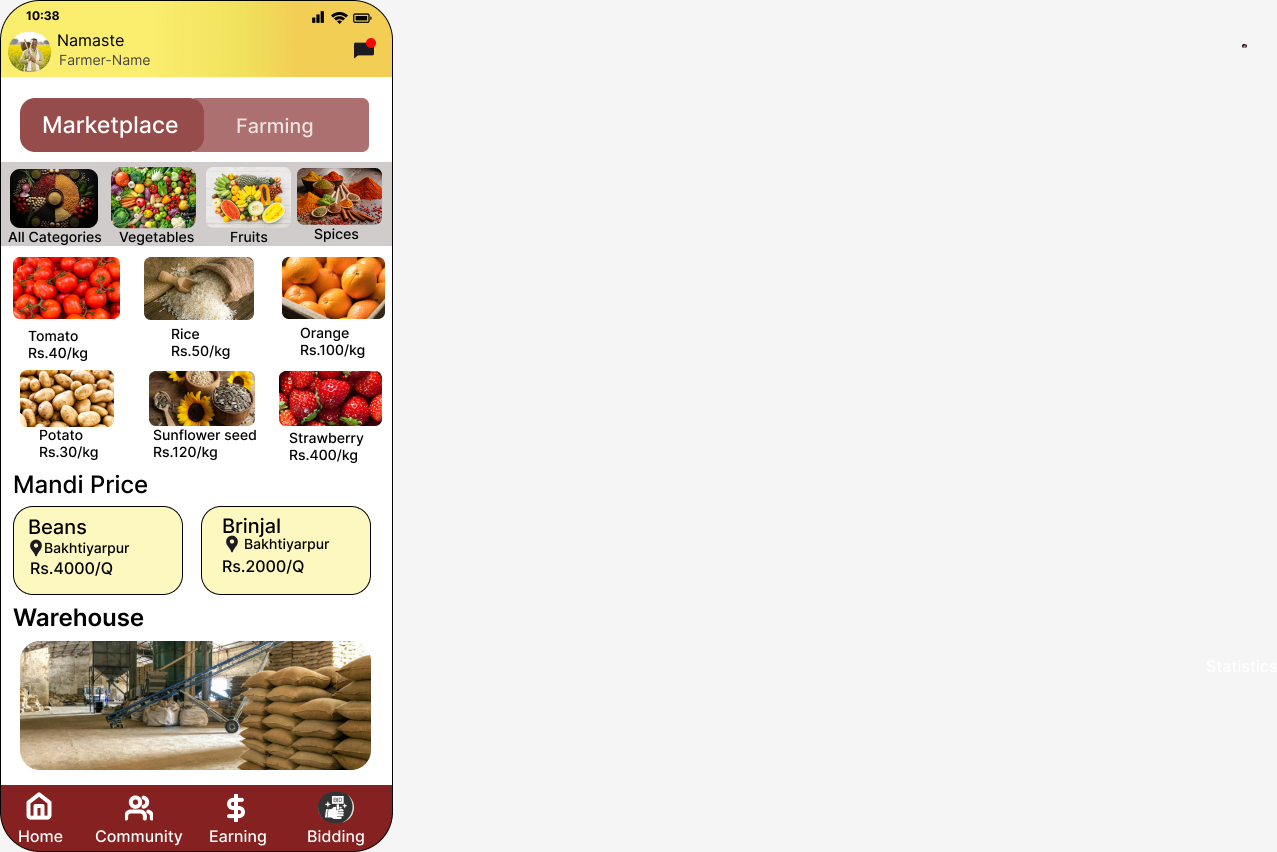 10:38
Namaste
Farmer-Name
Marketplace
Farming
All Categories
Vegetables
Fruits
Spices
Tomato
Rs.40/kg
Rice
Rs.50/kg
Orange
Rs.100/kg
Potato
Rs.30/kg
Sunflower seed
Rs.120/kg
Strawberry
Rs.400/kg
Mandi Price
Beans
Bakhtiyarpur
Rs.4000/Q
Brinjal
Bakhtiyarpur
Rs.2000/Q
Warehouse
Statistics
Home
Community
Earning
BID
Bidding